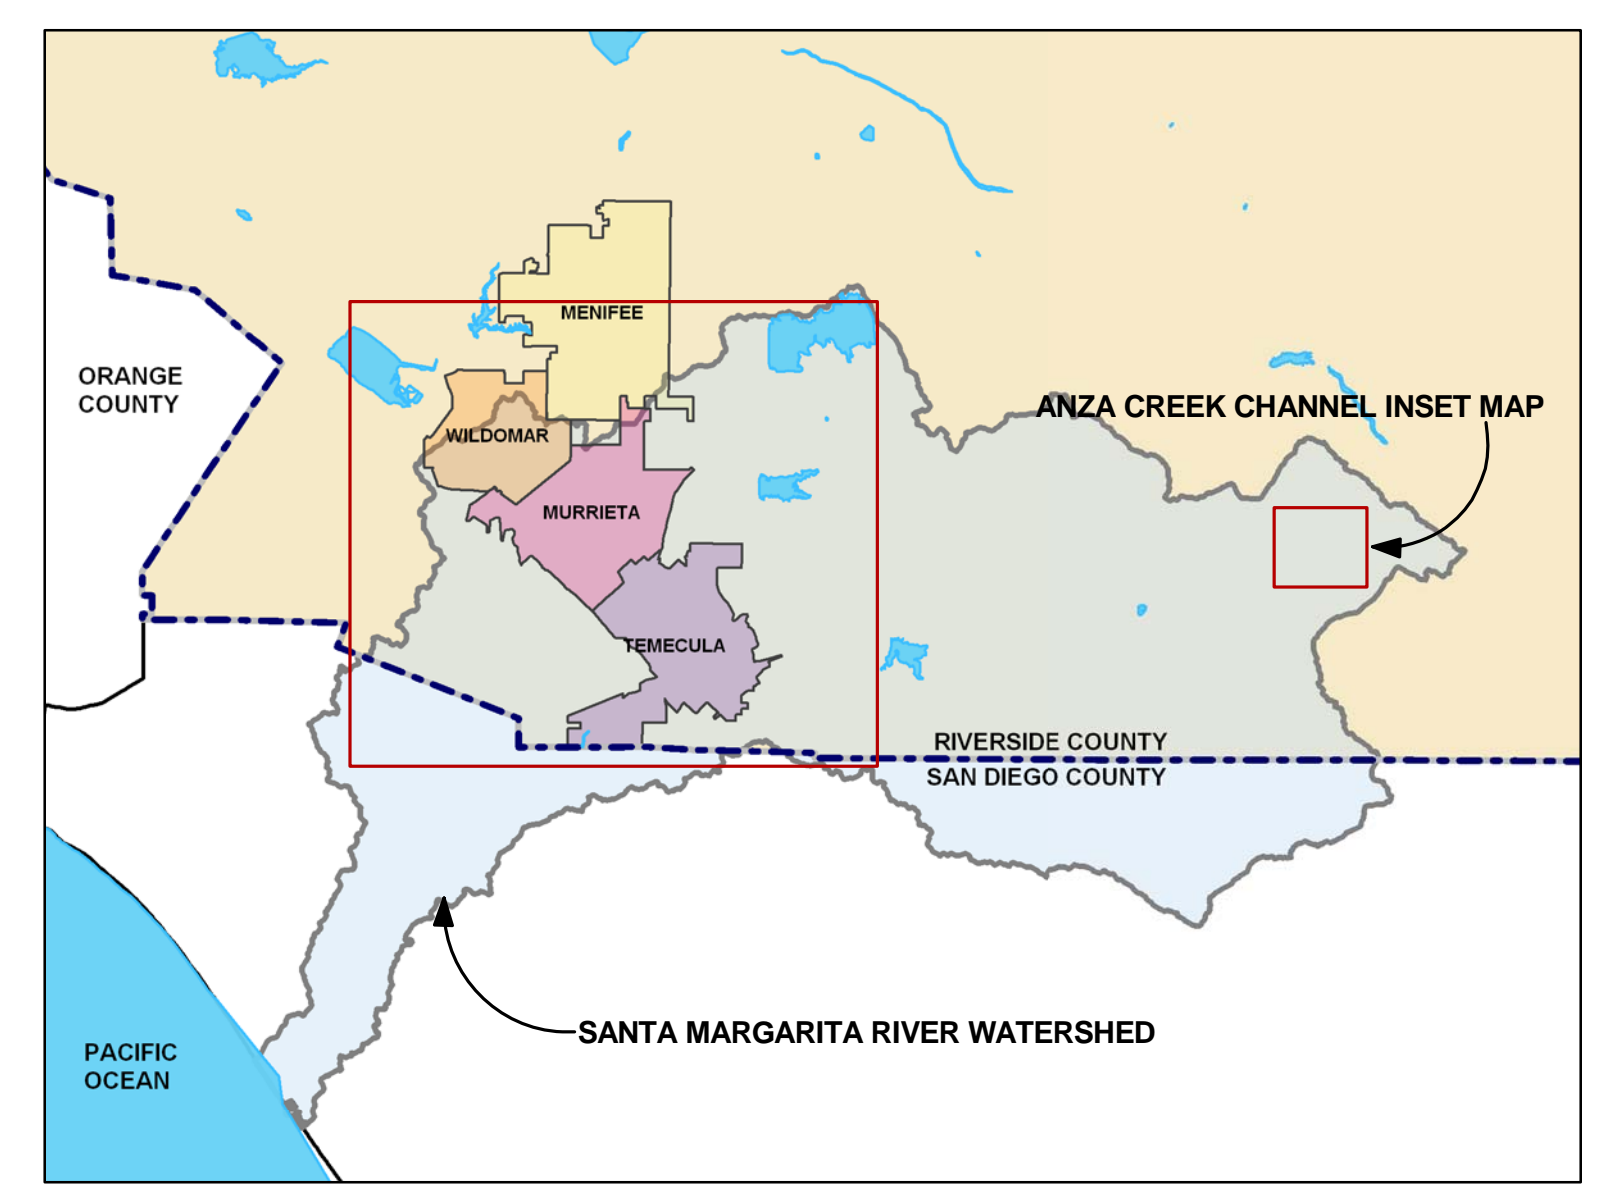 MENIFEE
ORANGE
COUNTY
ANZA CREEK CHANNEL INSET MAP
WILDOMAR
MURRIETA
TEMECULA
RIVERSIDE COUNTY
SAN DIEGO COUNTY
SANTA MARGARITA RIVER WATERSHED
PACIFIC
OCEAN